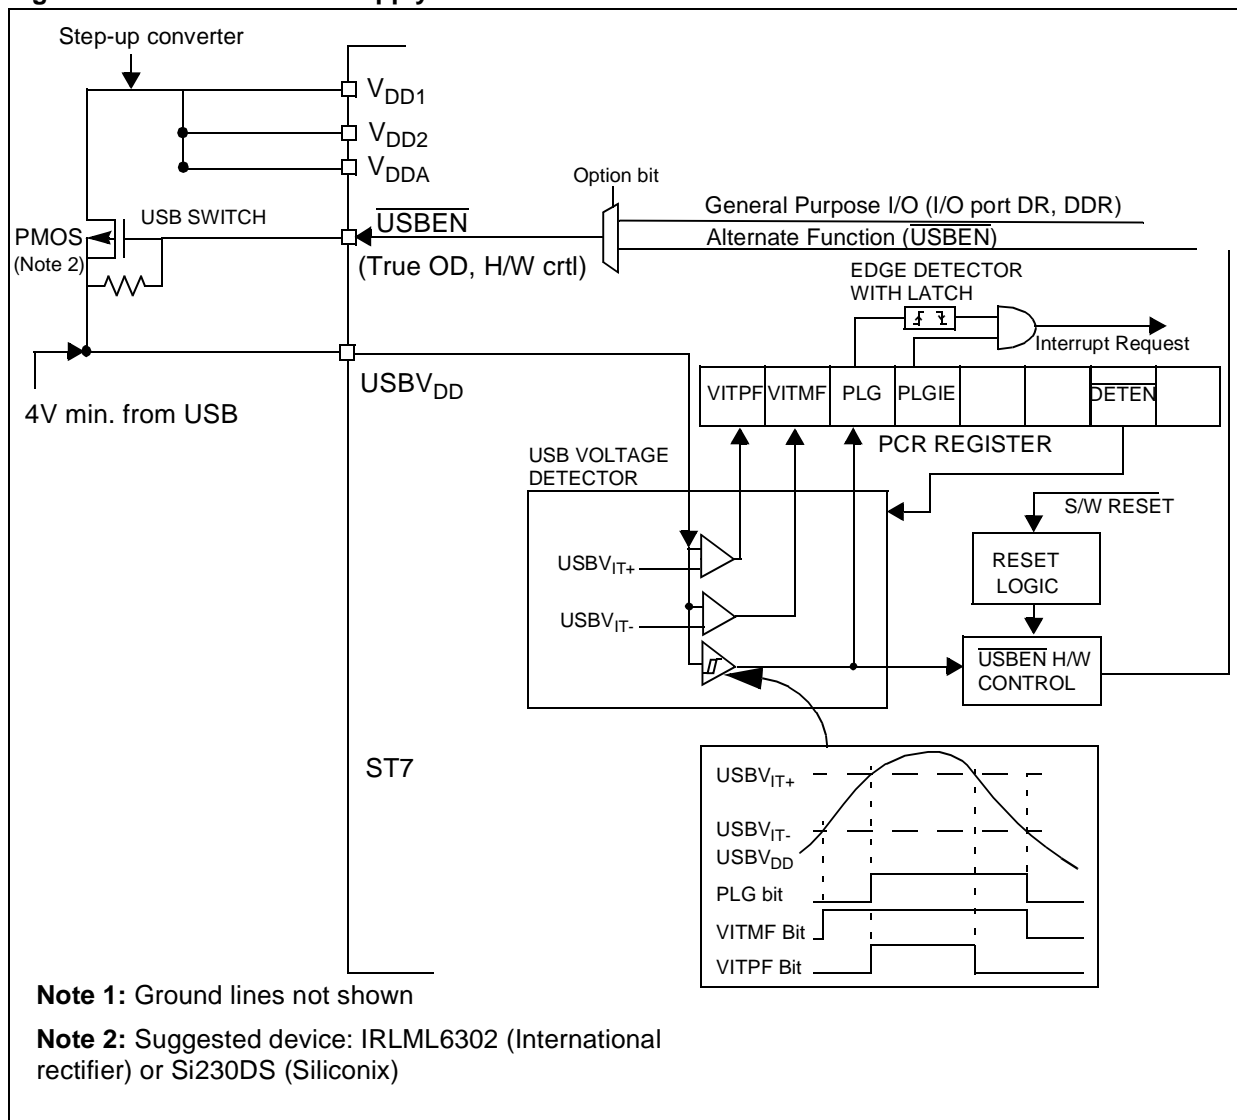 Step-up converter
VDD1
VDD2
VDDA
Option bit
USB SWITCH
USBEN
General Purpose I/O (I/O port DR, DDR)
Alternate Function (USBEN)
PMOS
(Note 2)
(True OD, H/W crtl)
EDGE DETECTOR
WITH LATCH
Interrupt Request
USBVDD
4V min. from USB
VITPF VITMF PLG PLGIE DETEN
PCR REGISTER
USB VOLTAGE
DETECTOR
S/W RESET
USBVIT+
RESET
LOGIC
USBVIT-
USBEN H/W
CONTROL
ST7
USBVIT+
USBVIT-
USBVDD
PLG bit
VITMF Bit
VITPF Bit
Note 1: Ground lines not shown
Note 2: Suggested device: IRLML6302 (International
rectifier) or Si230DS (Siliconix)